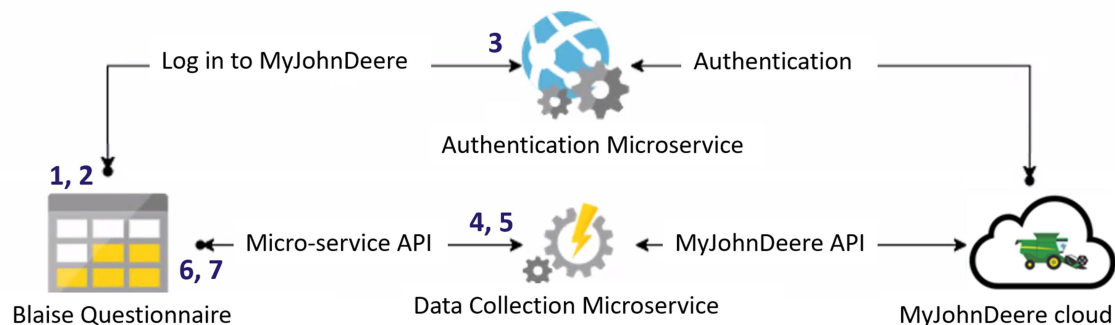 3
Log in to MyJohnDeere
Authentication
Authentication Microservice
1, 2
4, 5
Micro-service API
MyJohnDeere API
6, 7
Blaise Questionnaire
Data Collection Microservice
MyJohnDeere cloud